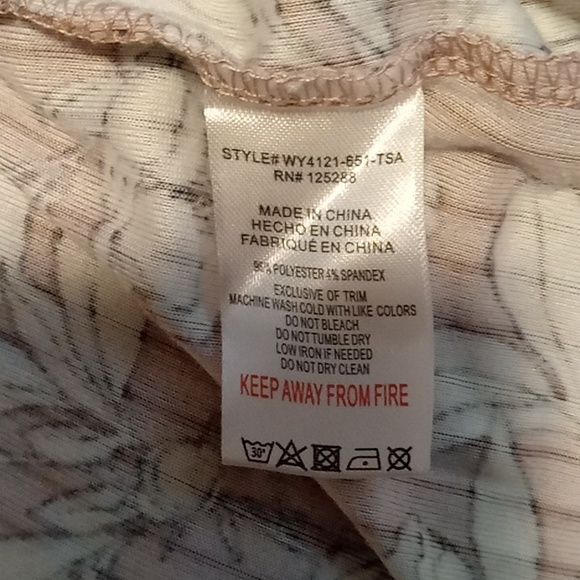 STYLE# WY4121-651-TSA
RN# 125288
MADE IN CHINA
HECHO EN CHINA
FABRIQUÉ EN CHINA
96% POLYESTER 4% SPANDEX
EXCLUSIVE OF TRIM
MACHINE WASH COLD WITH LIKE COLORS
DO NOT BLEACH
DO NOT TUMBLE DRY
LOW IRON IF NEEDED
DO NOT DRY CLEAN
KEEP AWAY FROM FIRE
30°